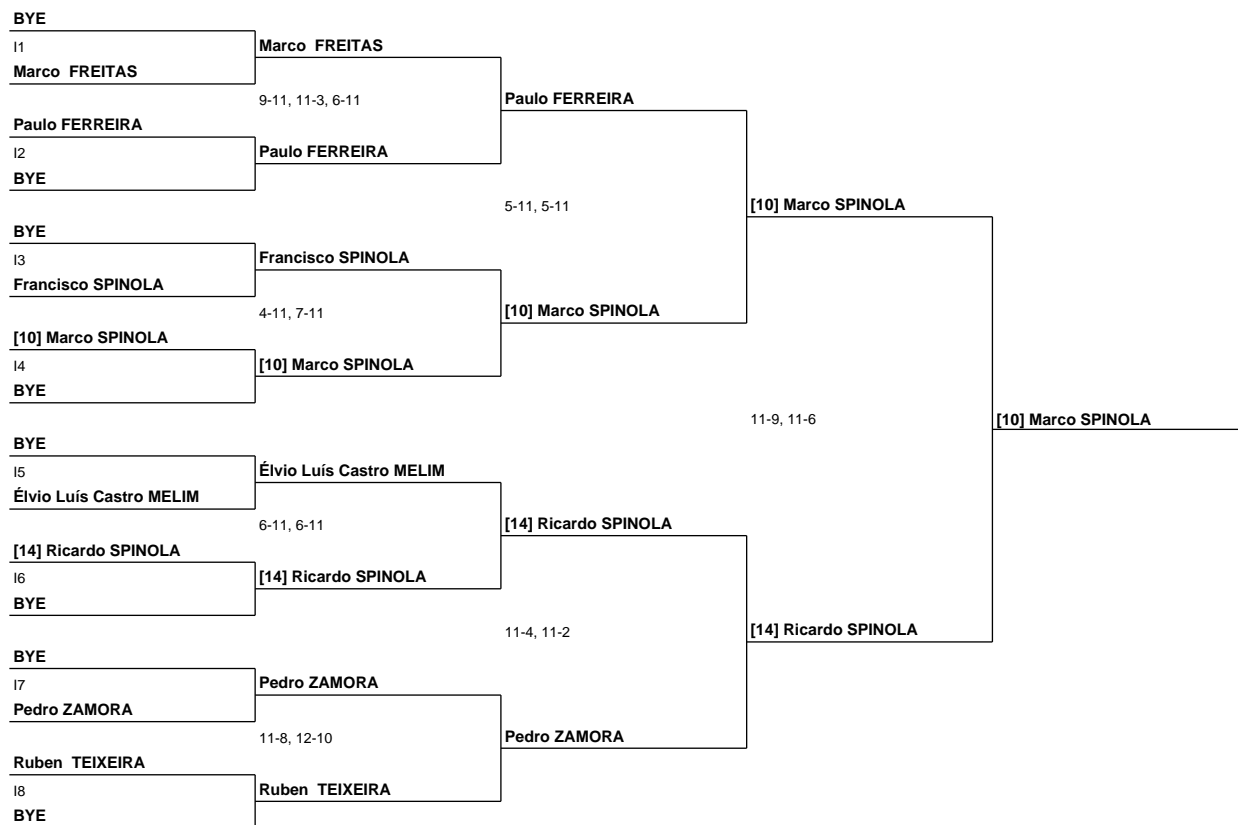 BYE
I1
Marco FREITAS
Marco FREITAS
9-11, 11-3, 6-11
Paulo FERREIRA
Paulo FERREIRA
I2
Paulo FERREIRA
BYE
5-11, 5-11
[10] Marco SPINOLA
BYE
I3
Francisco SPINOLA
Francisco SPINOLA
4-11, 7-11
[10] Marco SPINOLA
[10] Marco SPINOLA
I4
[10] Marco SPINOLA
BYE
11-9, 11-6
[10] Marco SPINOLA
BYE
I5
Élvio Luís Castro MELIM
Élvio Luís Castro MELIM
6-11, 6-11
[14] Ricardo SPINOLA
[14] Ricardo SPINOLA
I6
[14] Ricardo SPINOLA
BYE
11-4, 11-2
[14] Ricardo SPINOLA
BYE
I7
Pedro ZAMORA
Pedro ZAMORA
11-8, 12-10
Pedro ZAMORA
Ruben TEIXEIRA
I8
Ruben TEIXEIRA
BYE